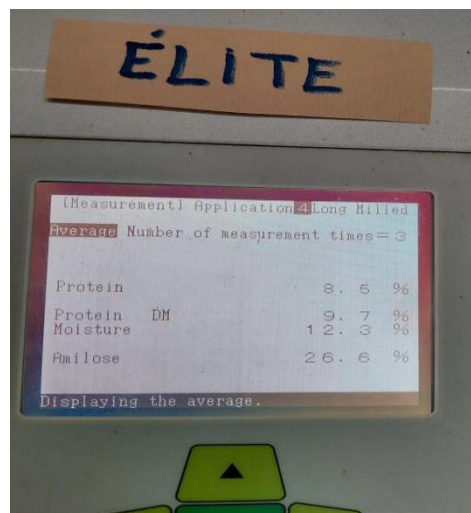 ÉLITE
[Measurement] Application 4 Long Milled
Average Number of measurement times=3
Protein 8.5 %
Protein DM 9.7 %
Moisture 12.3 %
Amilose 26.6 %
Displaying the average.